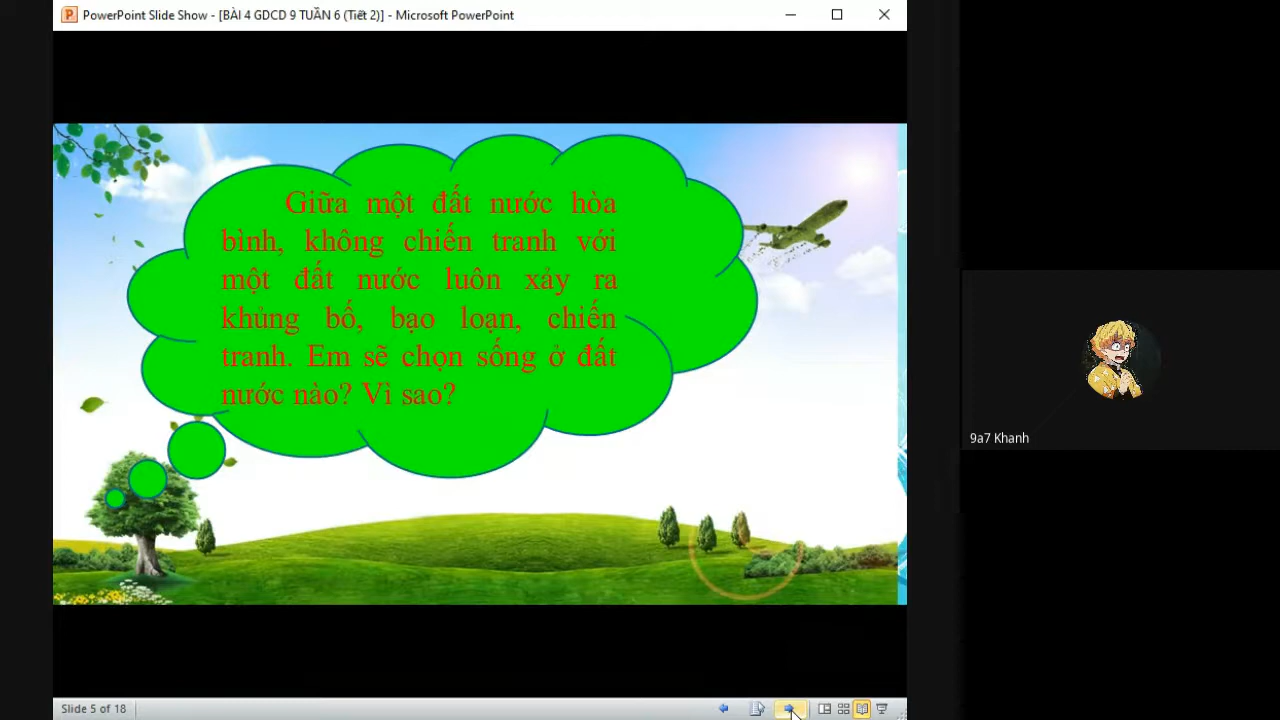 PowerPoint Slide Show - [BÀI 4 GDCD 9 TUẦN 6 (Tiết 2)] - Microsoft PowerPoint
Giữa một đất nước hòa
bình, không chiến tranh với
một đất nước luôn xảy ra
khủng bố, bạo loạn, chiến
tranh. Em sẽ chọn sống ở đất
nước nào? Vì sao?
9a7 Khanh
Slide 5 of 18